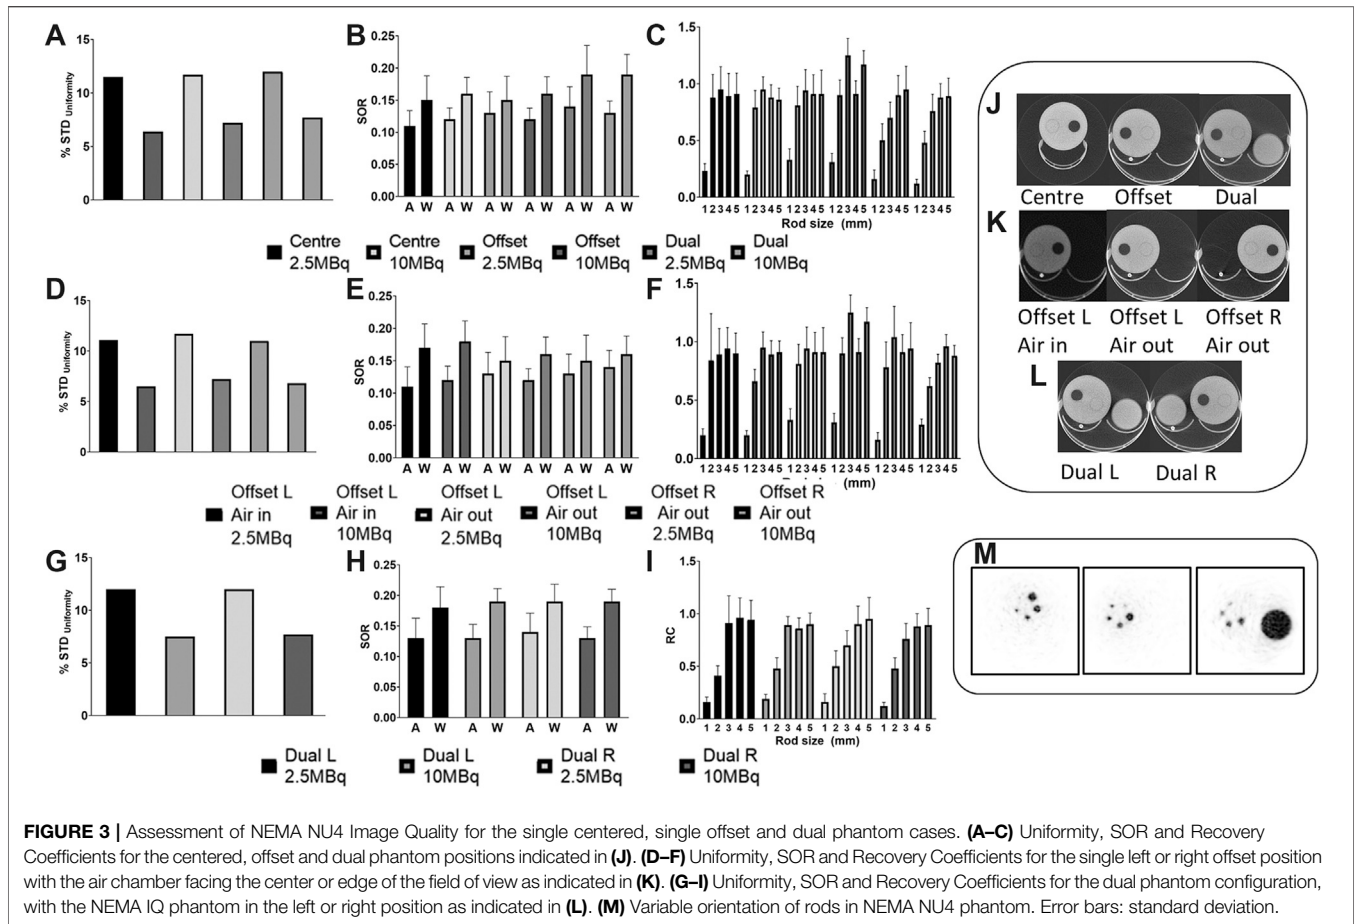 A
B
C
15
10
5
0
% STD Uniformity
0.25
0.20
0.15
0.10
0.05
0.00
SOR
A W A W A W A W A W A W
1.5
1.0
0.5
0.0
1 2 3 4 5 1 2 3 4 5 1 2 3 4 5 1 2 3 4 5 1 2 3 4 5 1 2 3 4 5
Rod size (mm)
Centre
2.5MBq
Centre
10MBq
Offset
2.5MBq
Offset
10MBq
Dual
2.5MBq
Dual
10MBq
D
E
F
15
10
5
0
% STD Uniformity
0.25
0.20
0.15
0.10
0.05
0.00
SOR
A W A W A W A W A W A W
1.5
1.0
0.5
0.0
1 2 3 4 5 1 2 3 4 5 1 2 3 4 5 1 2 3 4 5 1 2 3 4 5 1 2 3 4 5
(mm)
Offset L
Air in
2.5MBq
Offset L
Air in
10MBq
Offset L
Air out
2.5MBq
Offset L
Air out
10MBq
Offset R
Air out
2.5MBq
Offset R
Air out
10MBq
G
H
I
15
10
5
0
% STD Uniformity
0.25
0.20
0.15
0.10
0.05
0.00
SOR
A W A W A W A W
1.5
1.0
0.5
0.0
RC
1 2 3 4 5 1 2 3 4 5 1 2 3 4 5 1 2 3 4 5
Rod size (mm)
Dual L
2.5MBq
Dual L
10MBq
Dual R
2.5MBq
Dual R
10MBq
J
Centre
Offset
Dual
K
Offset L
Air in
Offset L
Air out
Offset R
Air out
L
Dual L
Dual R
M
FIGURE 3 | Assessment of NEMA NU4 Image Quality for the single centered, single offset and dual phantom cases. (A–C) Uniformity, SOR and Recovery
Coefficients for the centered, offset and dual phantom positions indicated in (J). (D–F) Uniformity, SOR and Recovery Coefficients for the single left or right offset position
with the air chamber facing the center or edge of the field of view as indicated in (K). (G–I) Uniformity, SOR and Recovery Coefficients for the dual phantom configuration,
with the NEMA IQ phantom in the left or right position as indicated in (L). (M) Variable orientation of rods in NEMA NU4 phantom. Error bars: standard deviation.